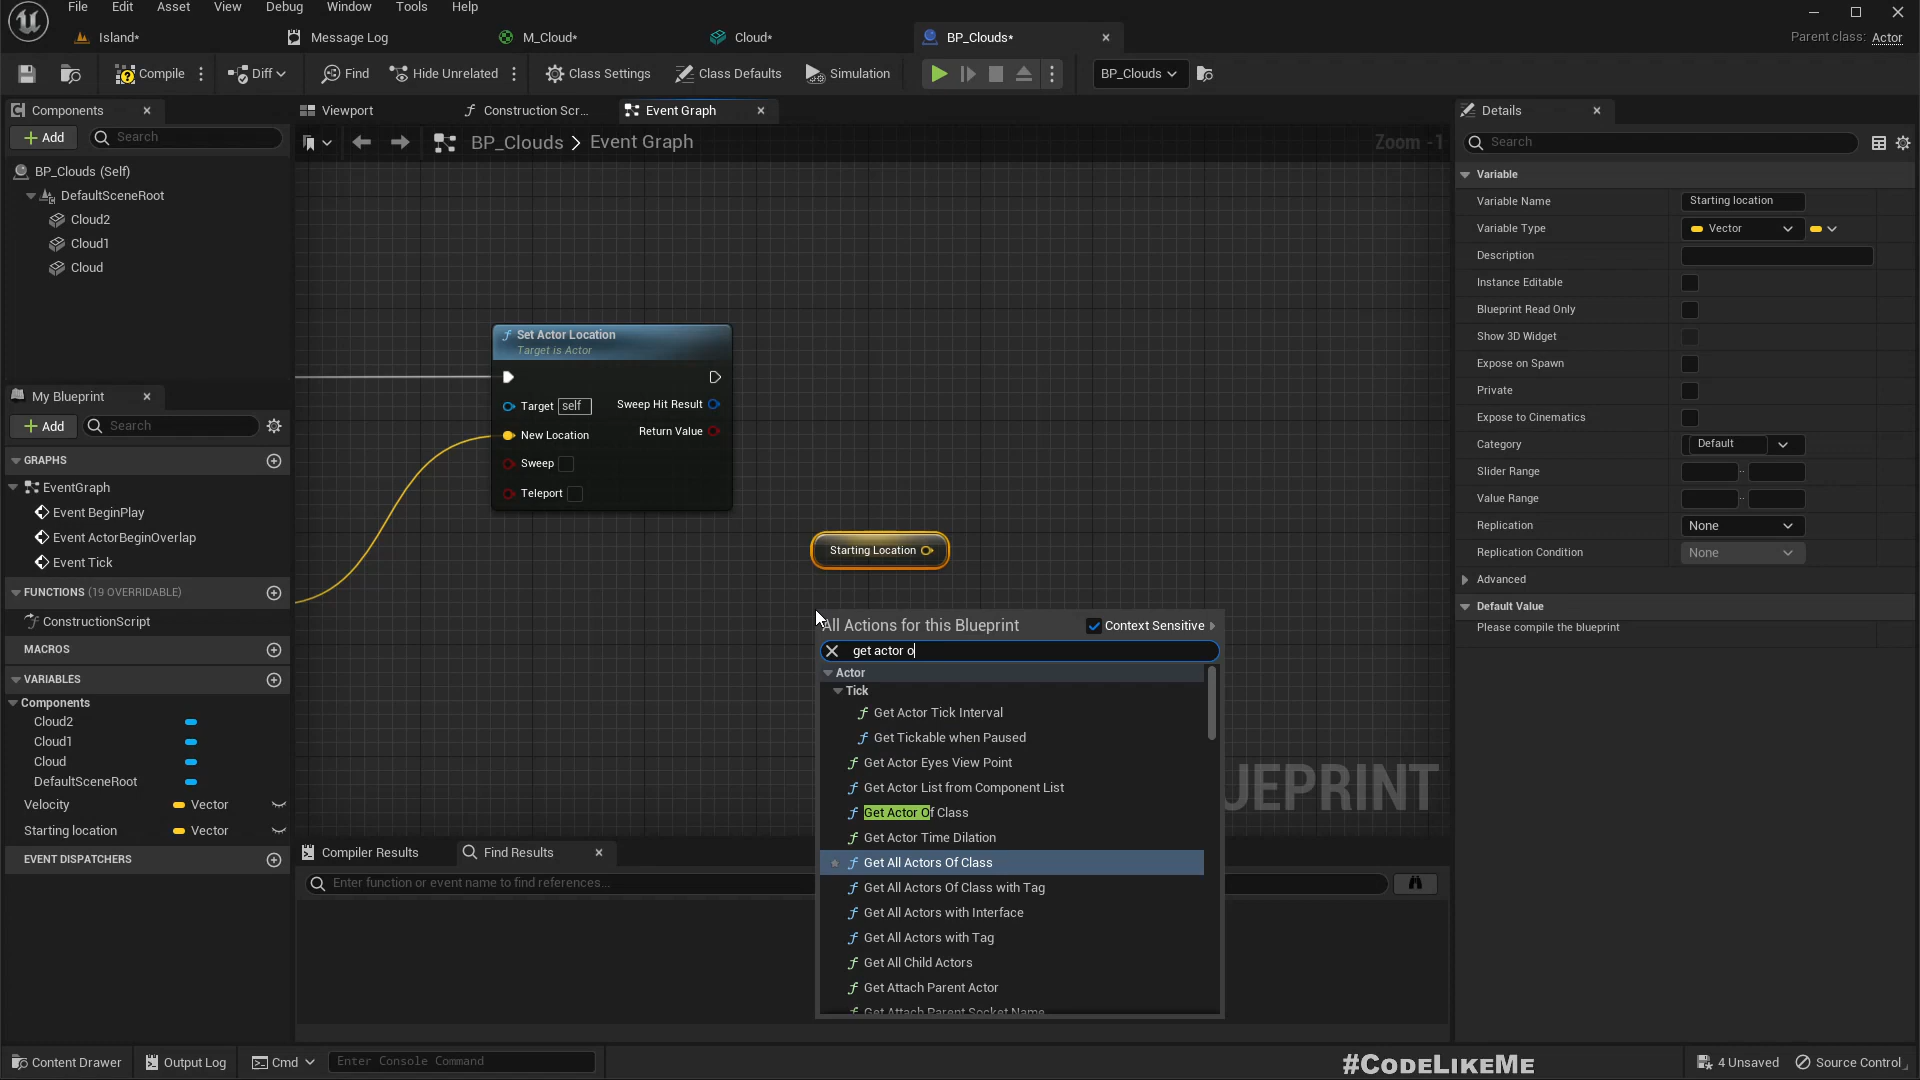 File Edit Asset View Debug Window Tools Help
Island* Message Log M_Cloud* Cloud* BP_Clouds* Parent class: Actor
Compile Diff Find Hide Unrelated Class Settings Class Defaults Simulation BP_Clouds
Components Viewport Construction Scr... Event Graph Details
Add Search BP_Clouds > Event Graph Zoom -1 Search
BP_Clouds (Self)
DefaultSceneRoot
Cloud2
Cloud1
Cloud
My Blueprint
Add Search
GRAPHS
EventGraph
Event BeginPlay
Event ActorBeginOverlap
Event Tick
FUNCTIONS (19 OVERRIDABLE)
ConstructionScript
MACROS
VARIABLES
Components
Cloud2
Cloud1
Cloud
DefaultSceneRoot
Velocity Vector
Starting location Vector
EVENT DISPATCHERS
Set Actor Location
Target is Actor
Target self Sweep Hit Result
New Location Return Value
Sweep
Teleport
Starting Location
All Actions for this Blueprint Context Sensitive
get actor o
Actor
Tick
Get Actor Tick Interval
Get Tickable when Paused
Get Actor Eyes View Point
Get Actor List from Component List
Get Actor Of Class
Get Actor Time Dilation
Get All Actors Of Class
Get All Actors Of Class with Tag
Get All Actors with Interface
Get All Actors with Tag
Get All Child Actors
Get Attach Parent Actor
Get Attach Parent Socket Name
UEPRINT
Compiler Results Find Results
Enter function or event name to find references...
Variable
Variable Name Starting location
Variable Type Vector
Description
Instance Editable
Blueprint Read Only
Show 3D Widget
Expose on Spawn
Private
Expose to Cinematics
Category Default
Slider Range
Value Range
Replication None
Replication Condition None
Advanced
Default Value
Please compile the blueprint
Content Drawer Output Log Cmd Enter Console Command #CODELIKEME 4 Unsaved Source Control